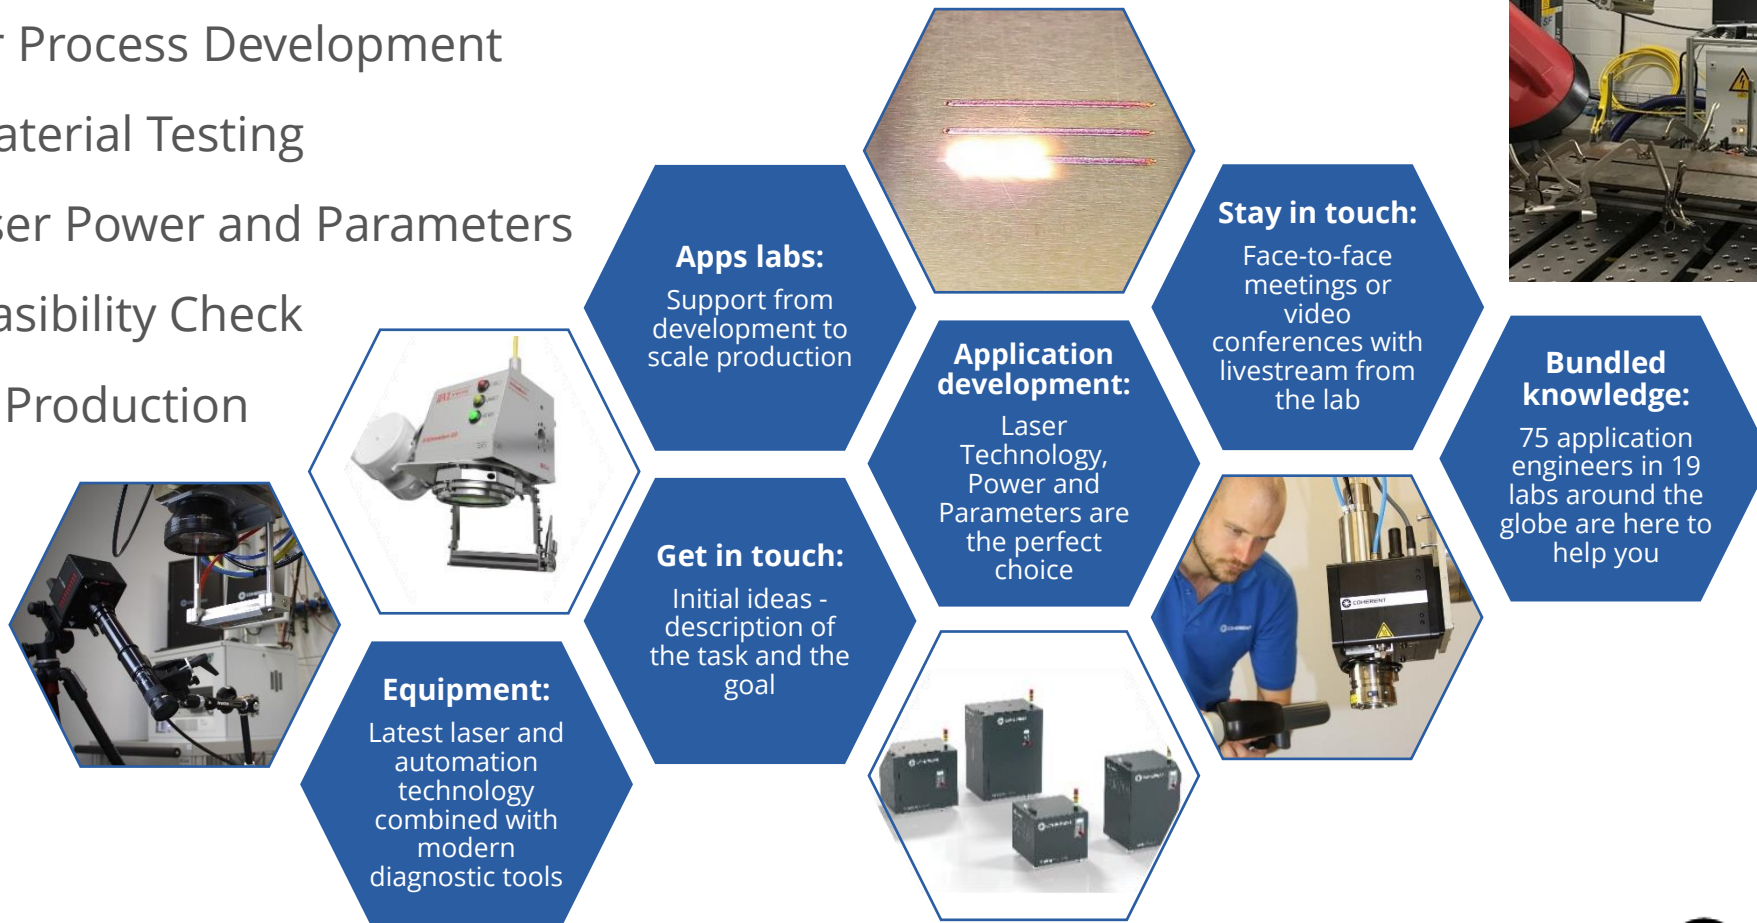 r Process Development
aterial Testing
ser Power and Parameters
asibility Check
Production
Apps labs:
Support from
development to
scale production
Stay in touch:
Face-to-face
meetings or
video
conferences with
livestream from
the lab
Application
development:
Laser
Technology,
Power and
Parameters are
the perfect
choice
Bundled
knowledge:
75 application
engineers in 19
labs around the
globe are here to
help you
Get in touch:
Initial ideas -
description of
the task and the
goal
Equipment:
Latest laser and
automation
technology
combined with
modern
diagnostic tools
COHERENT
COHERENT